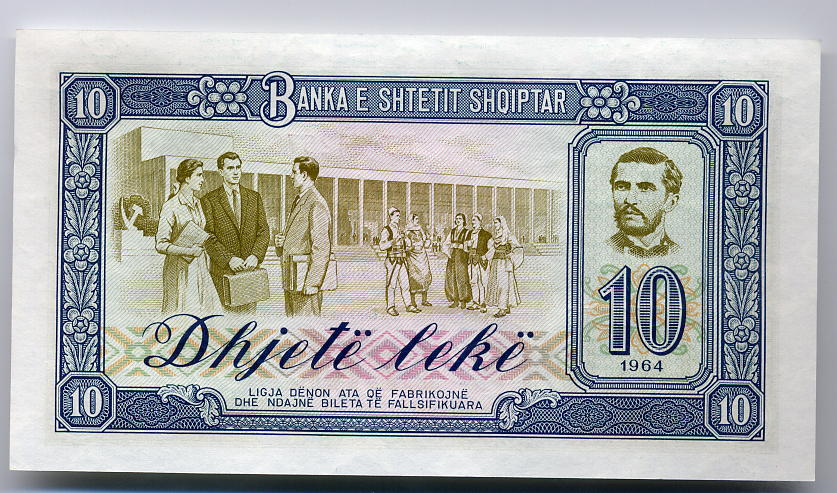 10
BANKA E SHTETIT SHQIPTAR
10
10
1964
Dhjetë lekë
LIGJA DËNON ATA QË FABRIKOJNË
DHE NDAJNË BILETA TË FALLSIFIKUARA
10
10